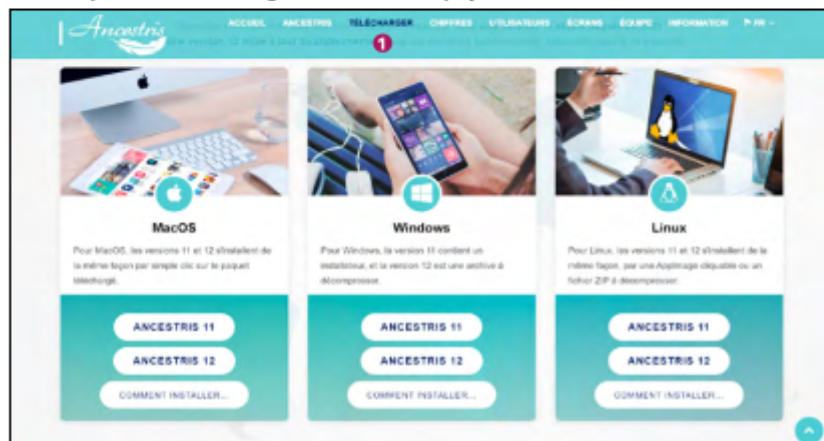 Ancestris
ACCUEIL ANCESTRIS TÉLÉCHARGER CHIFFRES UTILISATEURS ÉCRANS ÉQUIPE INFORMATION FR
1
MacOS
Pour MacOS, les versions 11 et 12 s'installent de
la même façon par simple clic sur le paquet
téléchargé.
ANCESTRIS 11
ANCESTRIS 12
COMMENT INSTALLER...
Windows
Pour Windows, la version 11 contient un
installateur, et la version 12 est une archive à
décompresser.
ANCESTRIS 11
ANCESTRIS 12
COMMENT INSTALLER...
Linux
Pour Linux, les versions 11 et 12 s'installent de la
même façon, par une AppImage cliquable ou un
fichier ZIP à décompresser.
ANCESTRIS 11
ANCESTRIS 12
COMMENT INSTALLER...